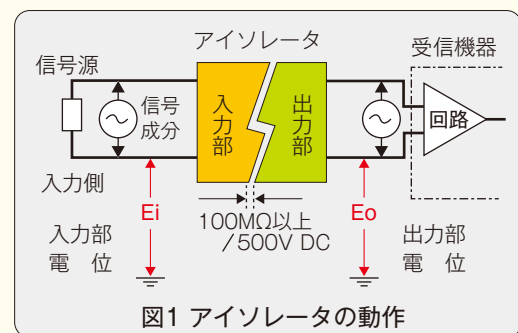 アイソレータ
受信機器
信号源
信号
成分
入力部
出力部
回路
入力側
Ei
Eo
100MΩ以上
/500V DC
入力部
電 位
出力部
電 位
図1 アイソレータの動作